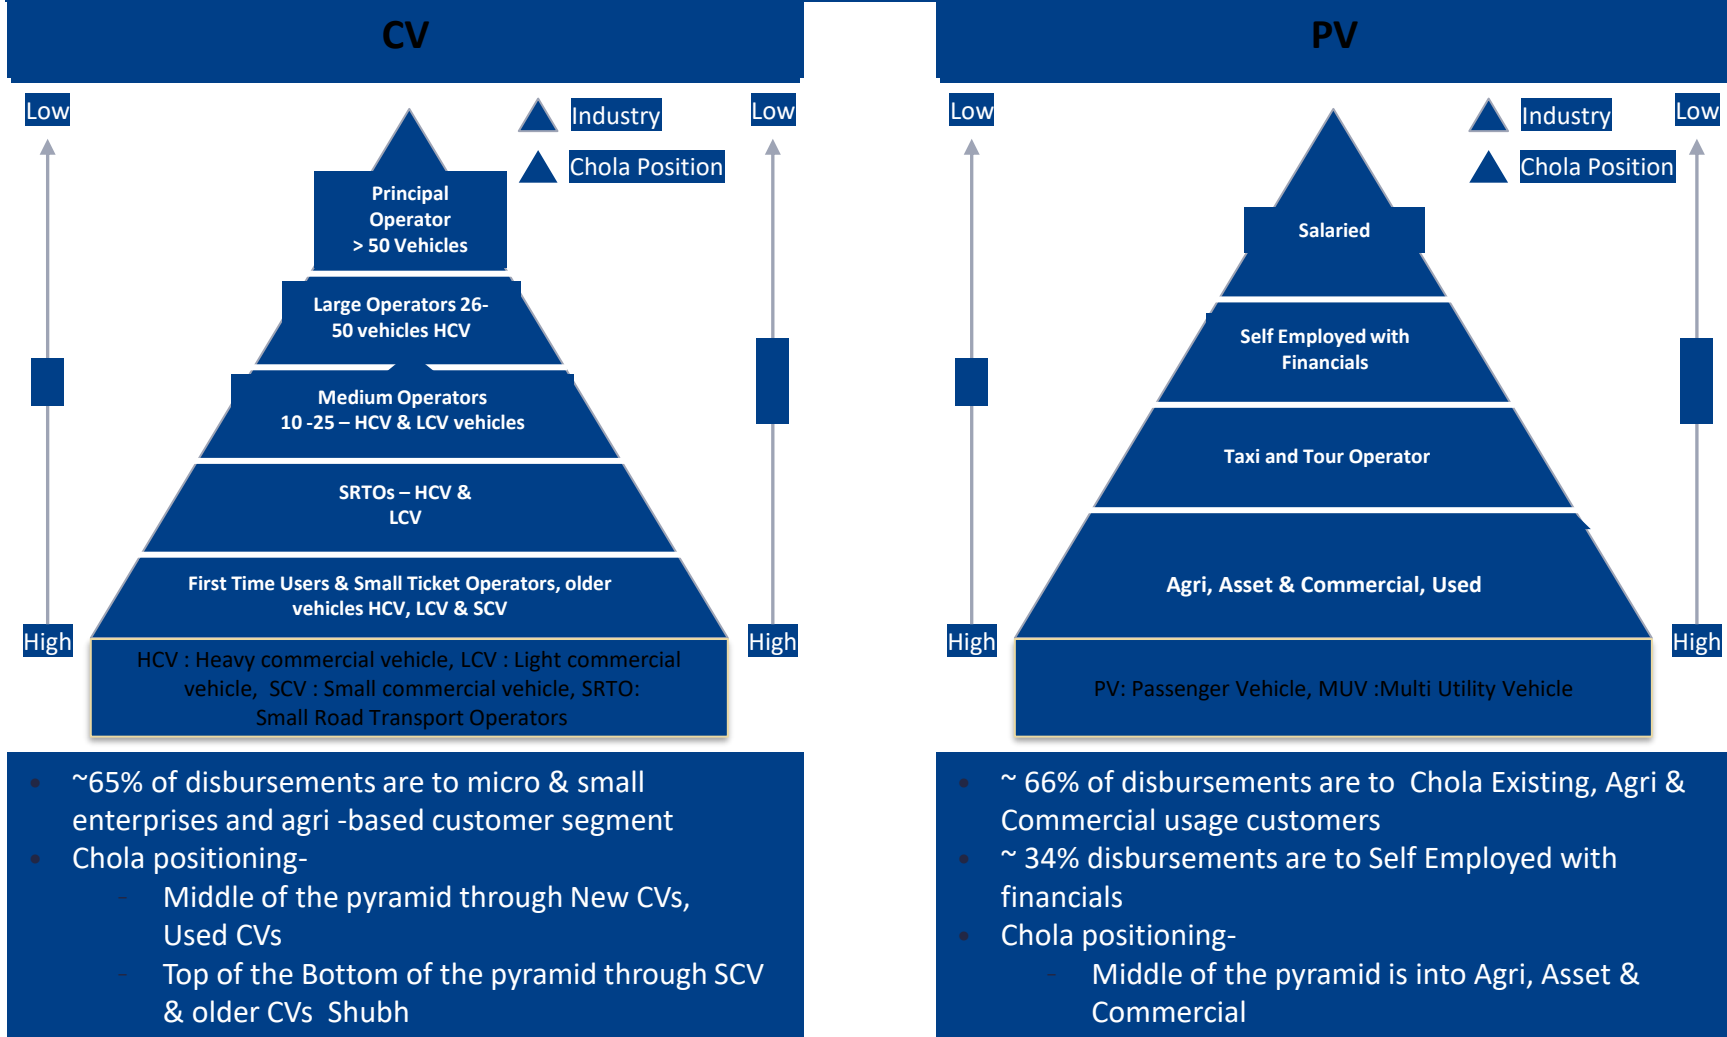 CV
Low
Low
Industry
Chola Position
Principal
Operator
> 50 Vehicles
Large Operators 26-
50 vehicles HCV
Medium Operators
10 -25 – HCV & LCV vehicles
SRTOs – HCV &
LCV
First Time Users & Small Ticket Operators, older
vehicles HCV, LCV & SCV
High
High
HCV : Heavy commercial vehicle, LCV : Light commercial
vehicle, SCV : Small commercial vehicle, SRTO:
Small Road Transport Operators
• ~65% of disbursements are to micro & small
enterprises and agri -based customer segment
• Chola positioning-
- Middle of the pyramid through New CVs,
Used CVs
- Top of the Bottom of the pyramid through SCV
& older CVs Shubh
PV
Low
Low
Industry
Chola Position
Salaried
Self Employed with
Financials
Taxi and Tour Operator
Agri, Asset & Commercial, Used
High
High
PV: Passenger Vehicle, MUV :Multi Utility Vehicle
• ~ 66% of disbursements are to Chola Existing, Agri &
Commercial usage customers
• ~ 34% disbursements are to Self Employed with
financials
• Chola positioning-
- Middle of the pyramid is into Agri, Asset &
Commercial